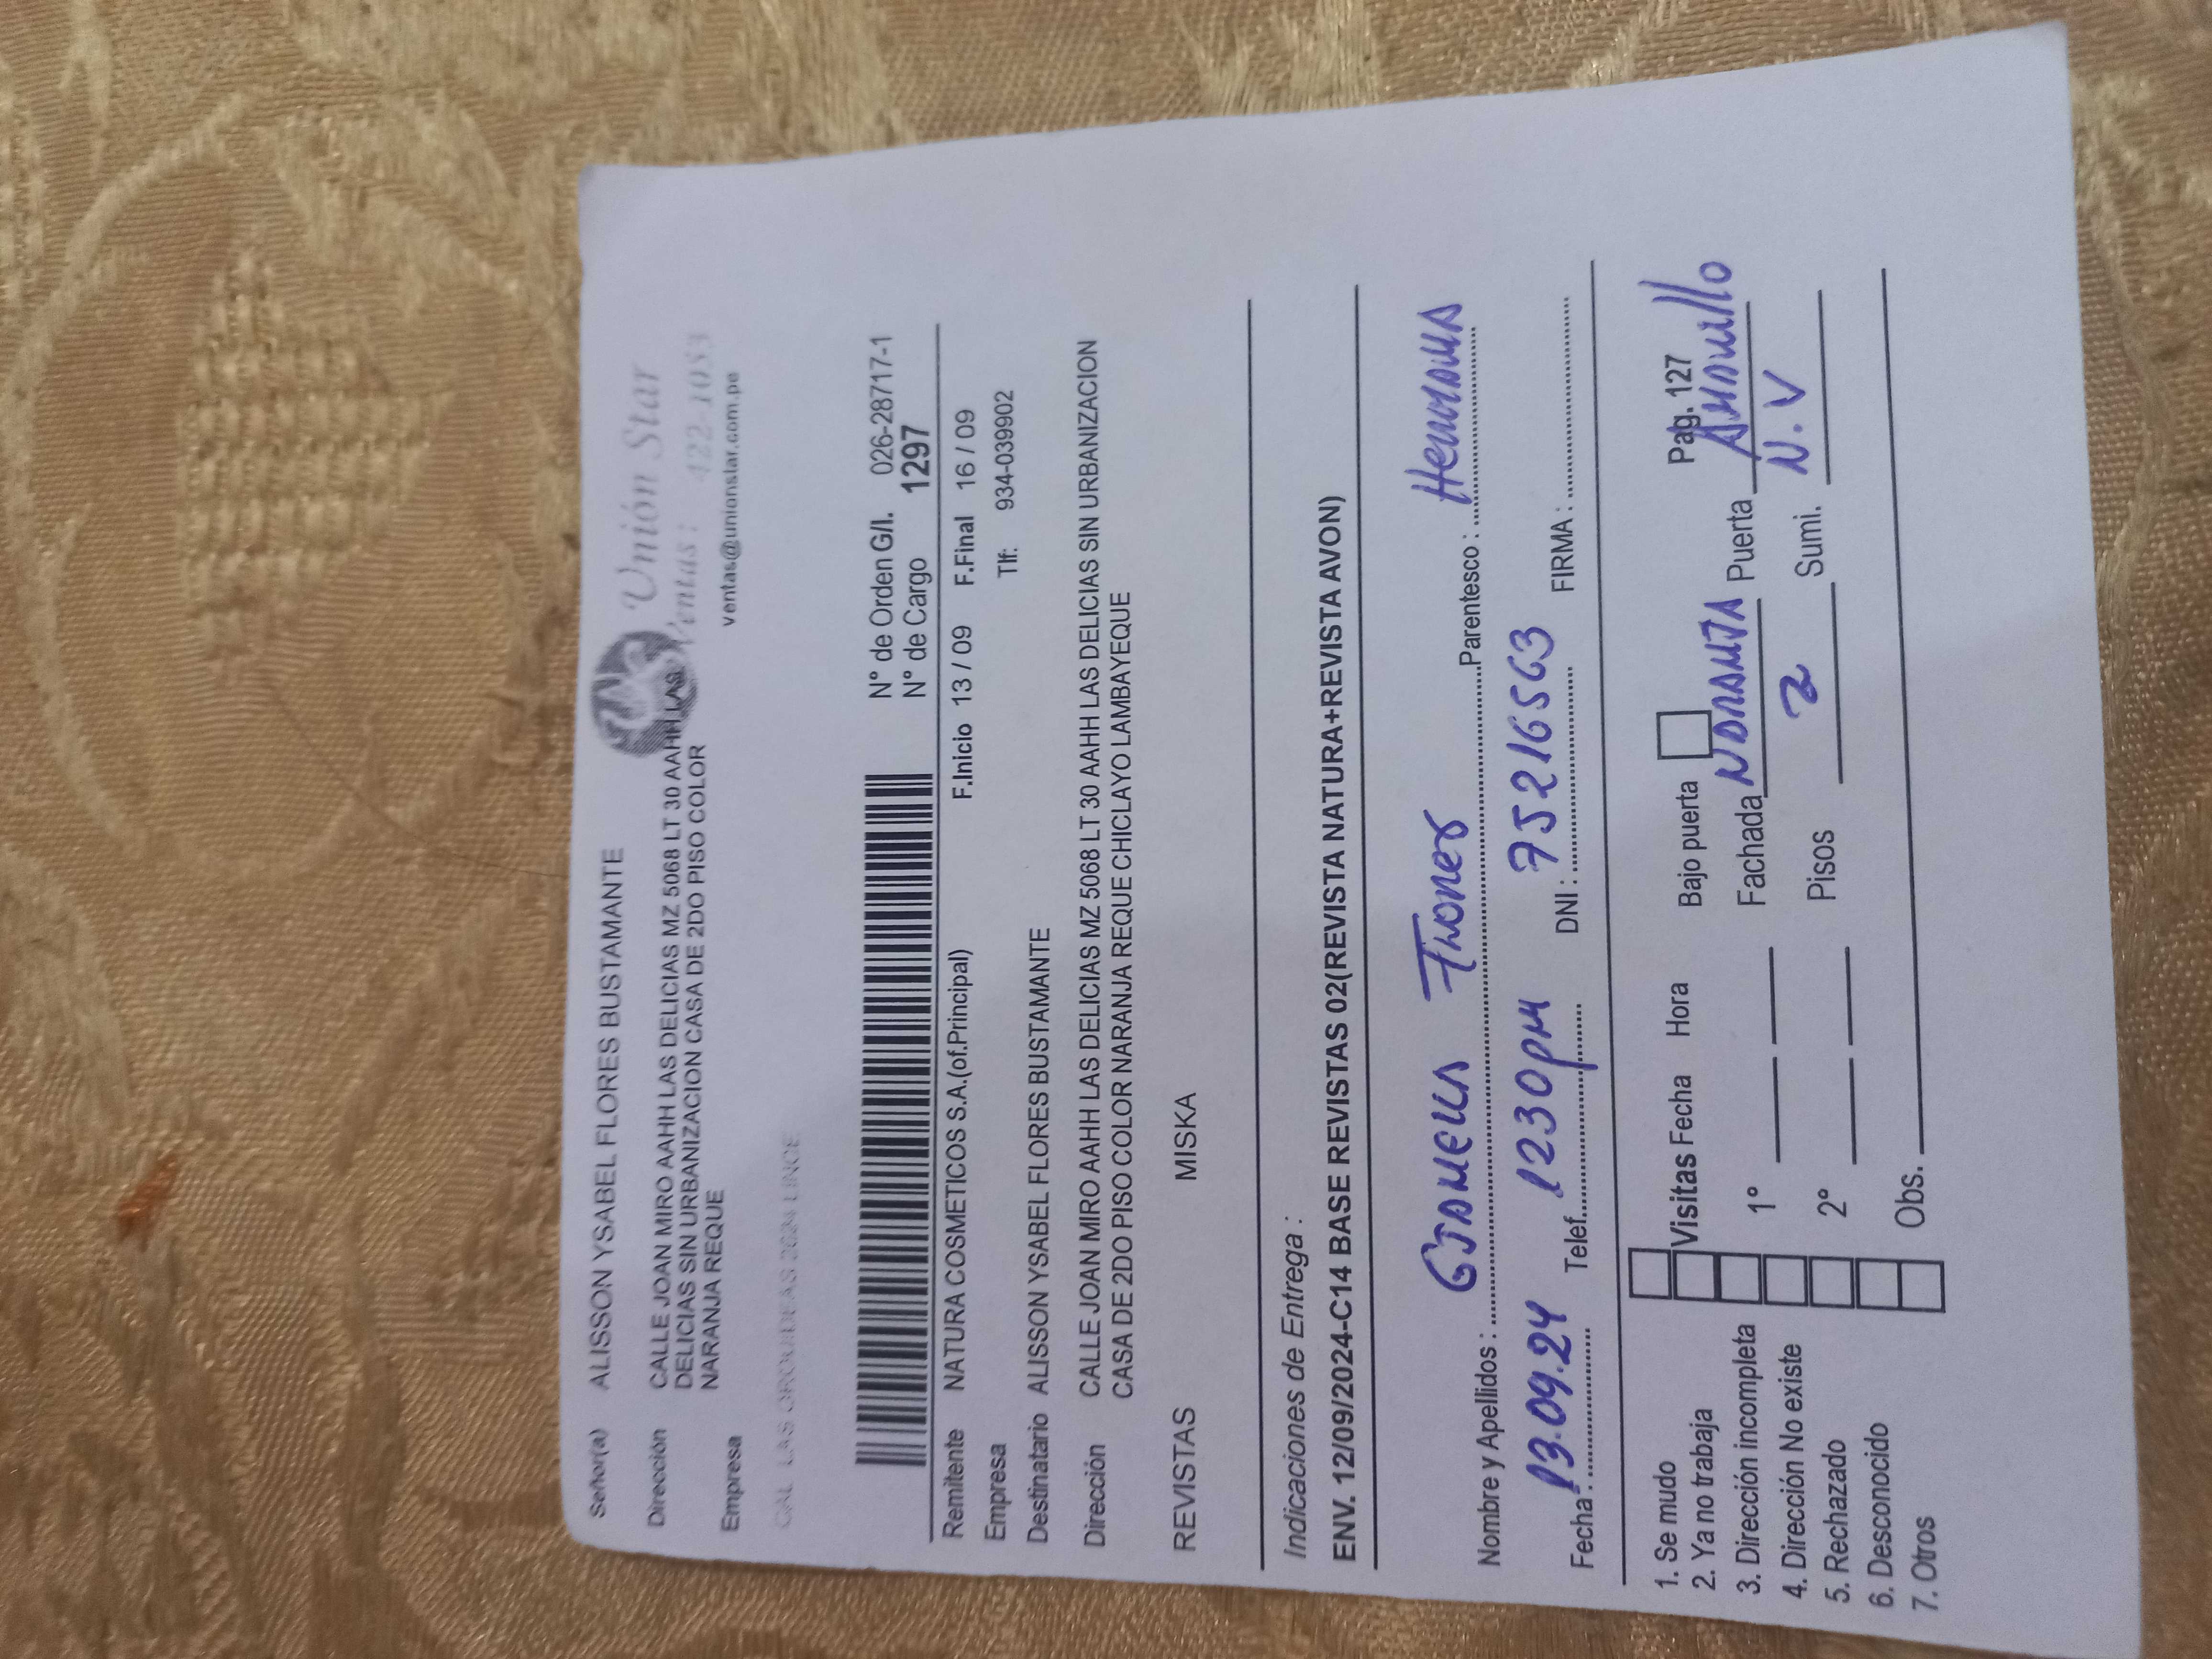 Unión Star
Ventas: 422-1053
ventas@unionstar.com.pe
Señor(a) ALISSON YSABEL FLORES BUSTAMANTE
Dirección CALLE JOAN MIRO AAHH LAS DELICIAS MZ 5068 LT 30 AAHH LAS
DELICIAS SIN URBANIZACION CASA DE 2DO PISO COLOR
NARANJA REQUE
Empresa
CAL LAS ORQUIDEAS 2634 LINCE
N° de Orden G/I. 026-28717-1
N° de Cargo 1297
Remitente NATURA COSMETICOS S.A.(of.Principal) F.Inicio 13 / 09 F.Final 16 / 09
Empresa Tlf: 934-039902
Destinatario ALISSON YSABEL FLORES BUSTAMANTE
Dirección CALLE JOAN MIRO AAHH LAS DELICIAS MZ 5068 LT 30 AAHH LAS DELICIAS SIN URBANIZACION
CASA DE 2DO PISO COLOR NARANJA REQUE CHICLAYO LAMBAYEQUE
REVISTAS MISKA
Indicaciones de Entrega :
ENV. 12/09/2024-C14 BASE REVISTAS 02(REVISTA NATURA+REVISTA AVON)
Nombre y Apellidos : Parentesco : Hermana
Fecha : 13.09.24 Telef. 1230pm DNI : 75216563 FIRMA :
Pag. 127
1. Se mudo
2. Ya no trabaja
3. Dirección incompleta
4. Dirección No existe
5. Rechazado
6. Desconocido
7. Otros
Visitas Fecha Hora Bajo puerta
1° Fachada NARANJA Puerta Amarillo
2° Pisos 2 Sumi. N.V
Obs.